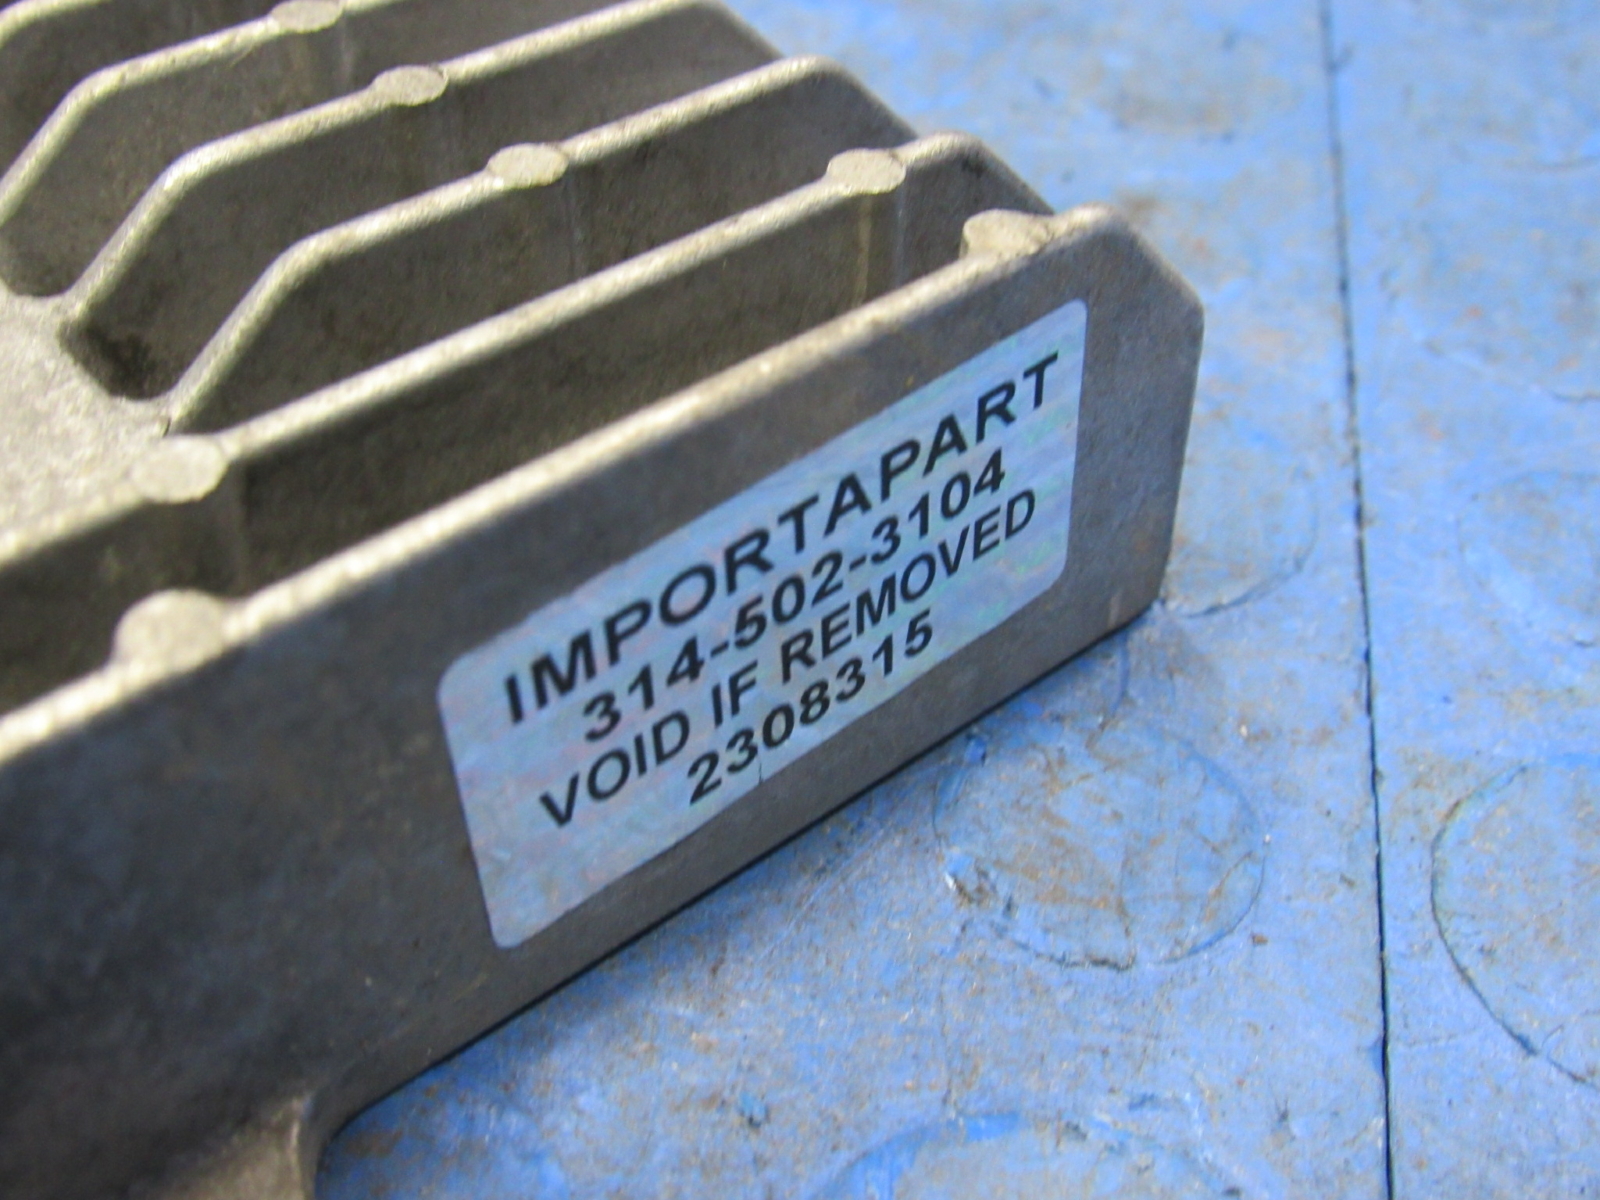 IMPORTAPART
314-502-3104
VOID IF REMOVED
2308315